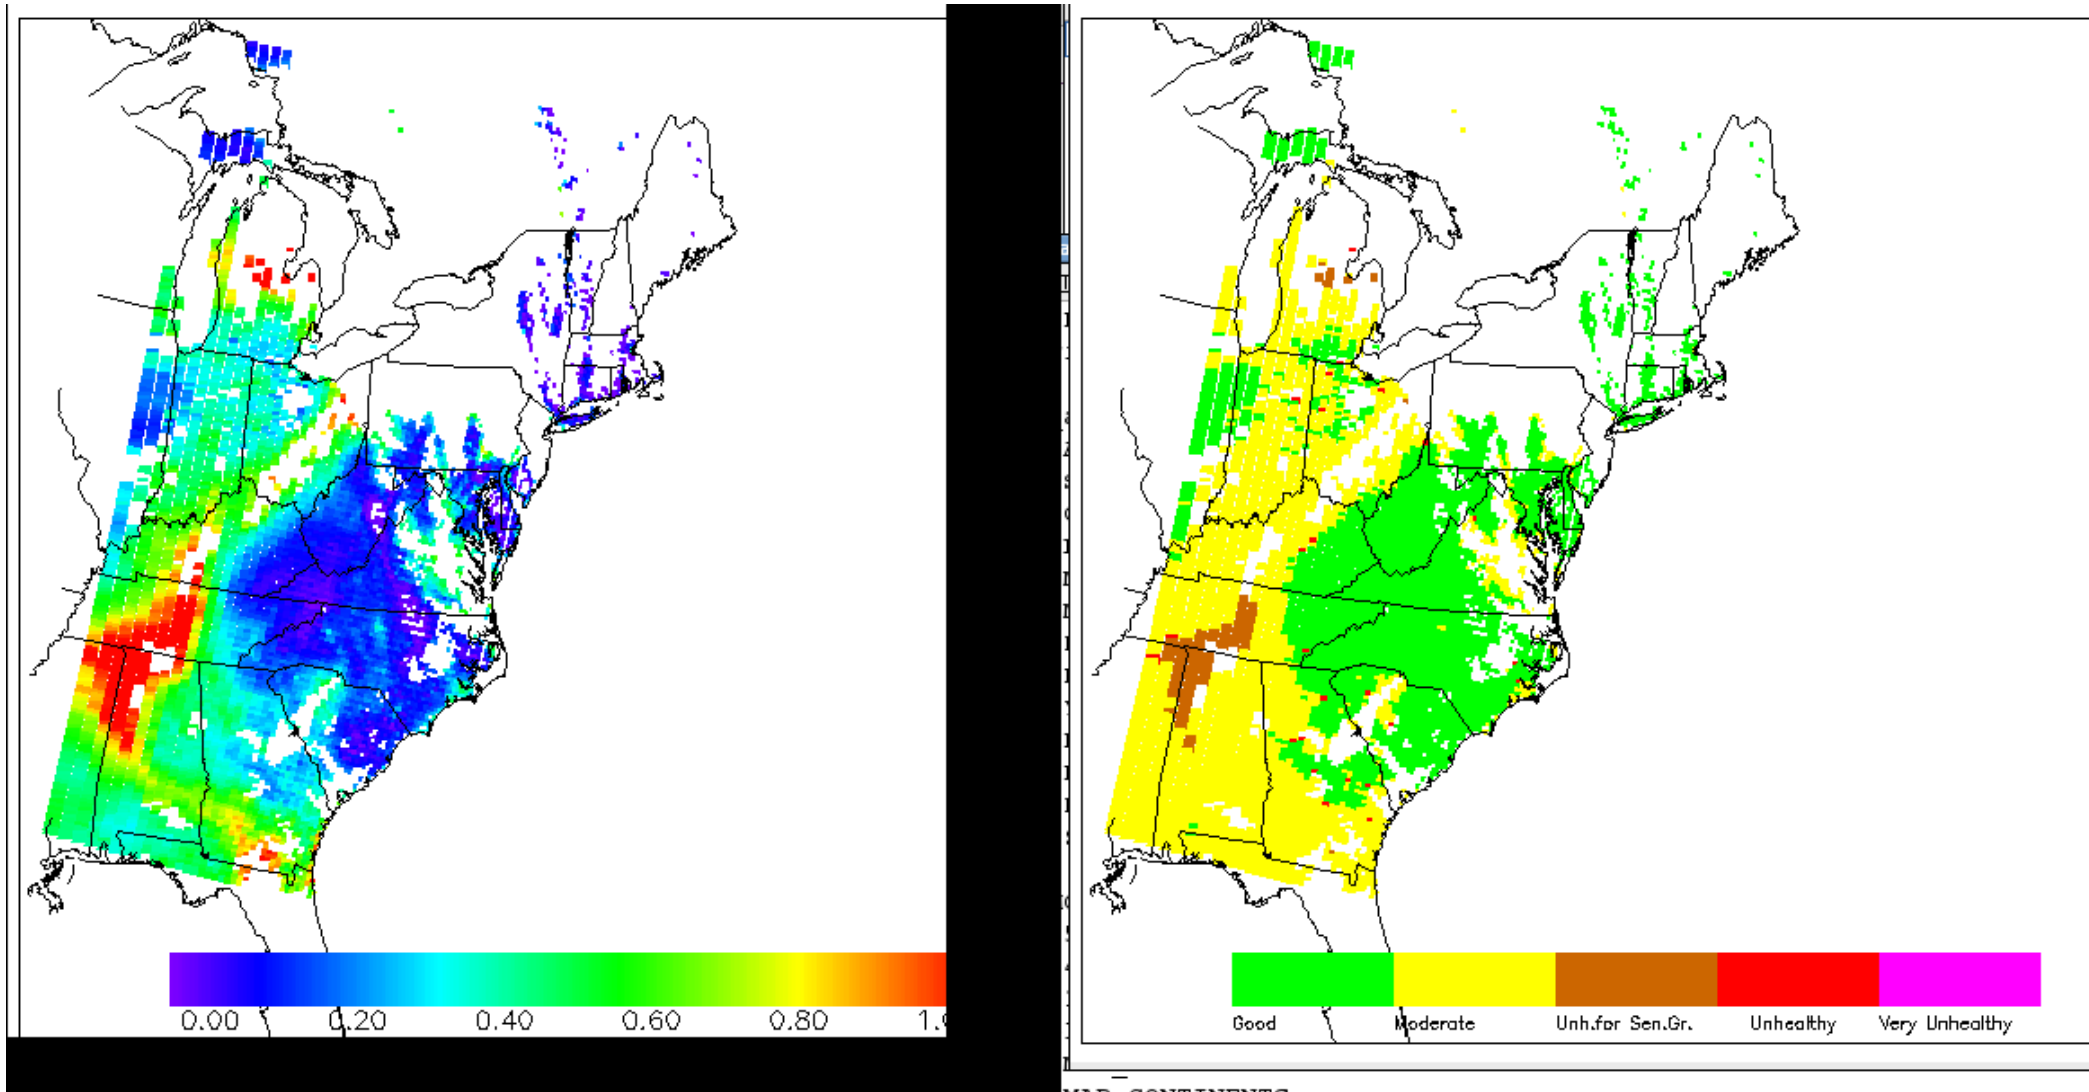 0.00 0.20 0.40 0.60 0.80
Good Moderate Unh.for Sen.Gr. Unhealthy Very Unhealthy
MAP_CONTINENTS